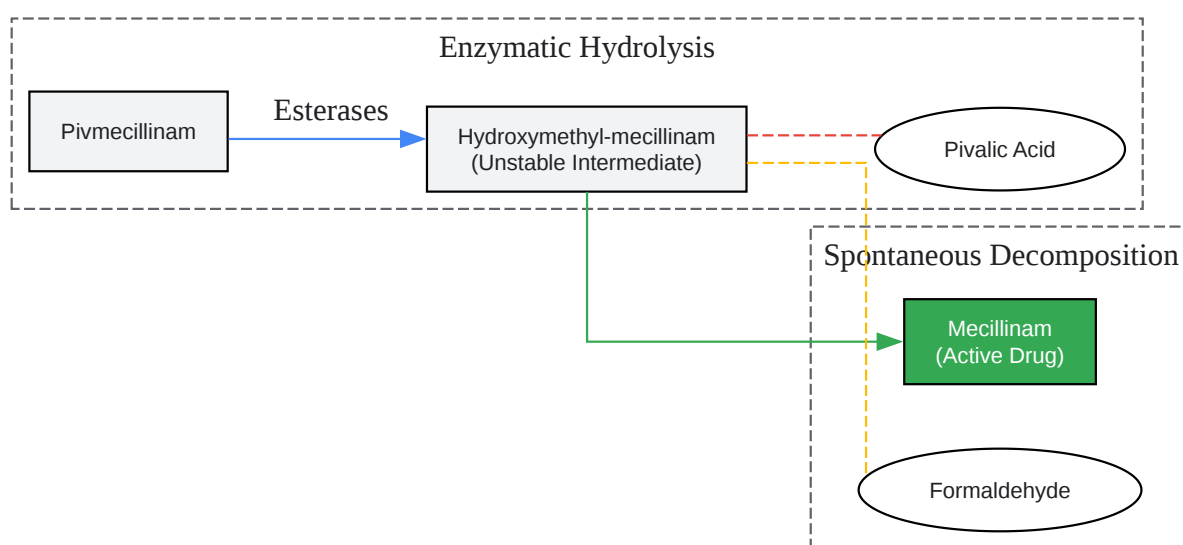 Enzymatic Hydrolysis
Pivmecillinam
Esterases
Hydroxymethyl-mecillinam
(Unstable Intermediate)
Pivalic Acid
Spontaneous Decomposition
Mecillinam
(Active Drug)
Formaldehyde